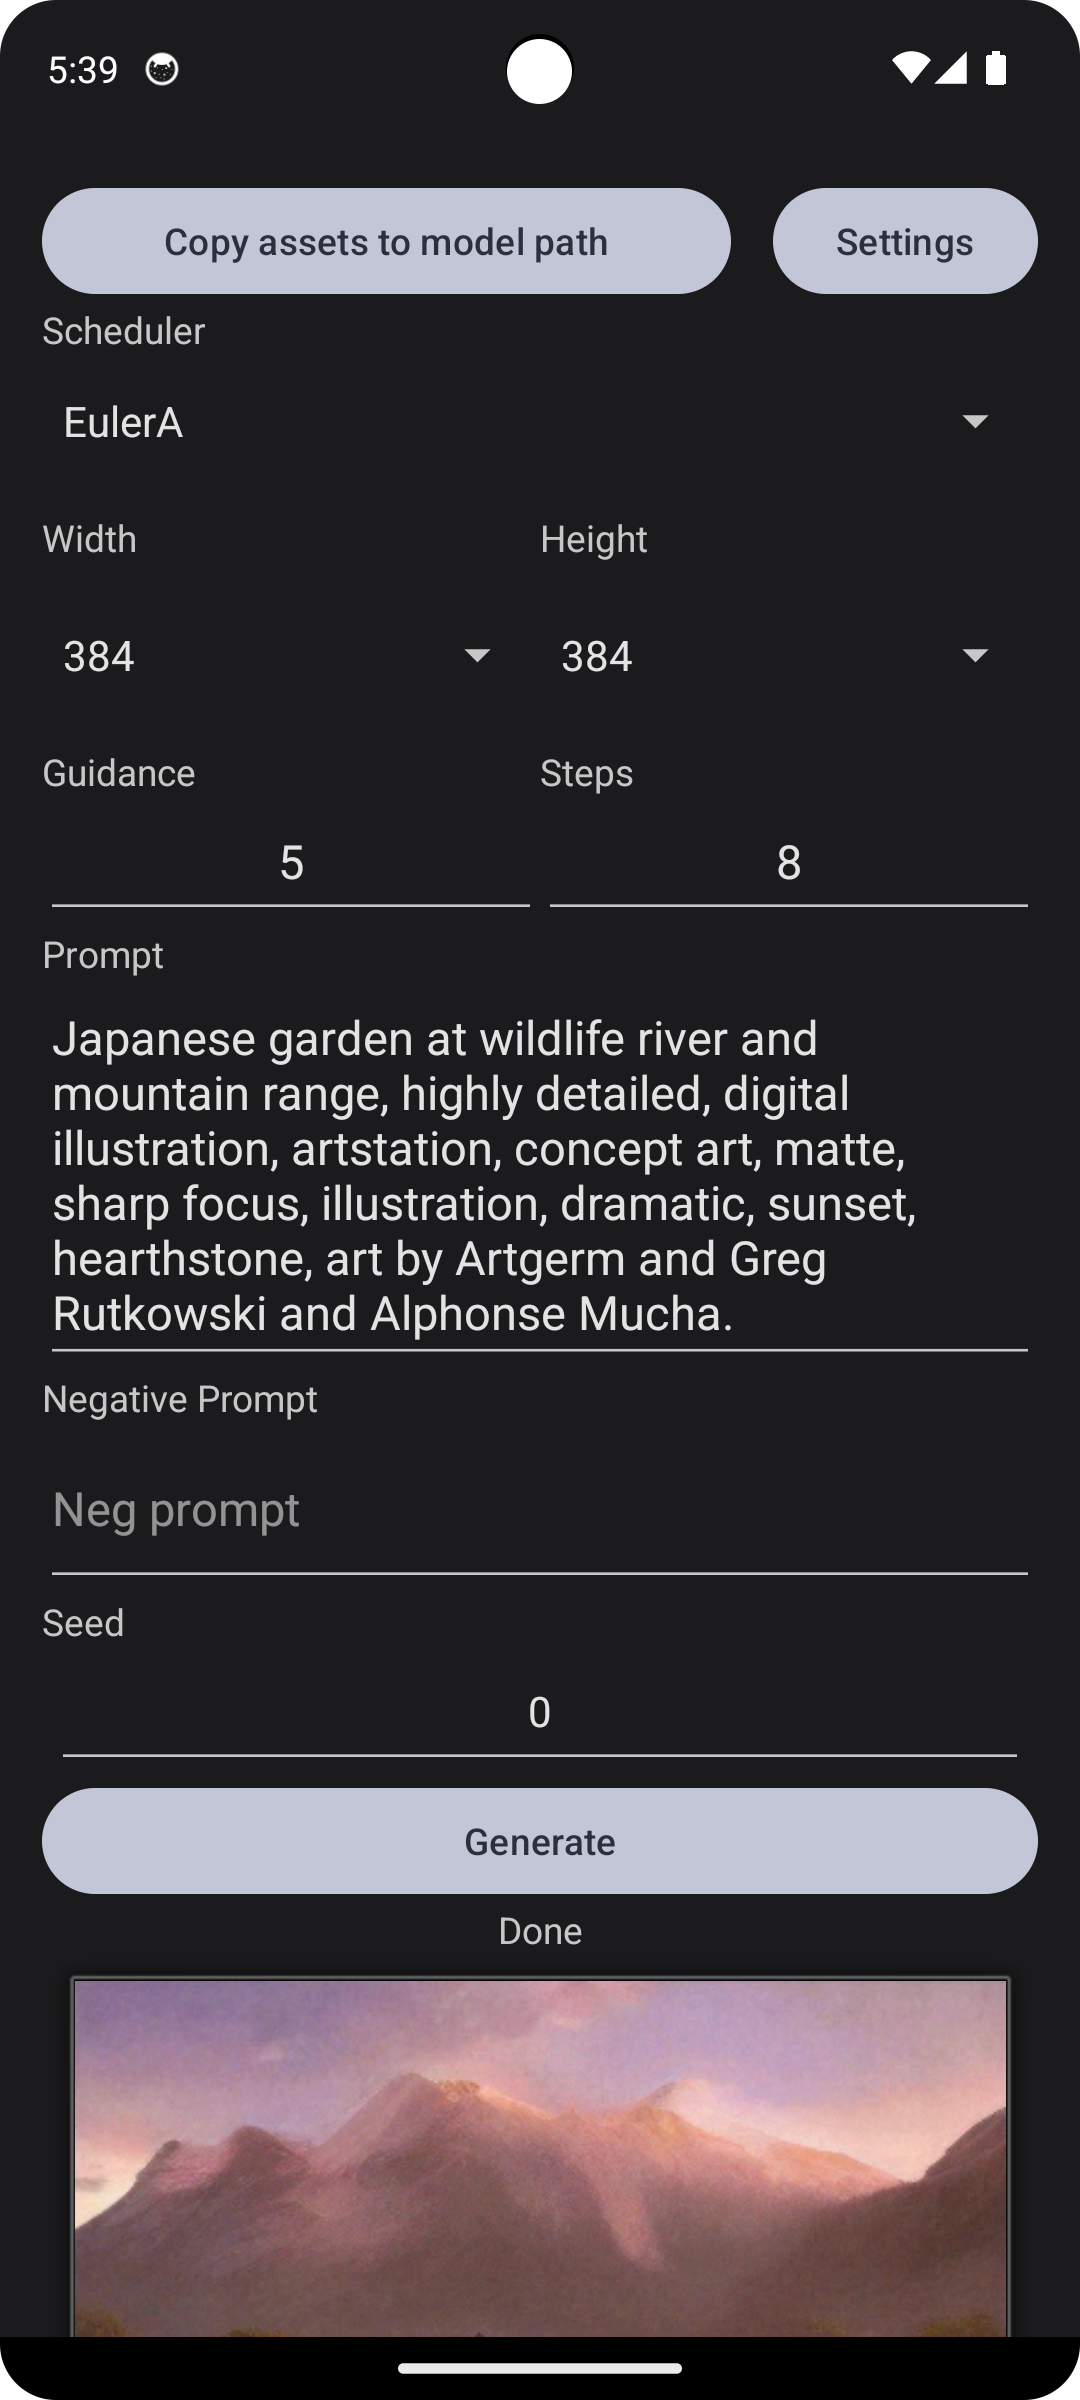 5:39
Copy assets to model path
Settings
Scheduler
EulerA
Width
Height
384
384
Guidance
Steps
5
8
Prompt
Japanese garden at wildlife river and
mountain range, highly detailed, digital
illustration, artstation, concept art, matte,
sharp focus, illustration, dramatic, sunset,
hearthstone, art by Artgerm and Greg
Rutkowski and Alphonse Mucha.
Negative Prompt
Neg prompt
Seed
0
Generate
Done